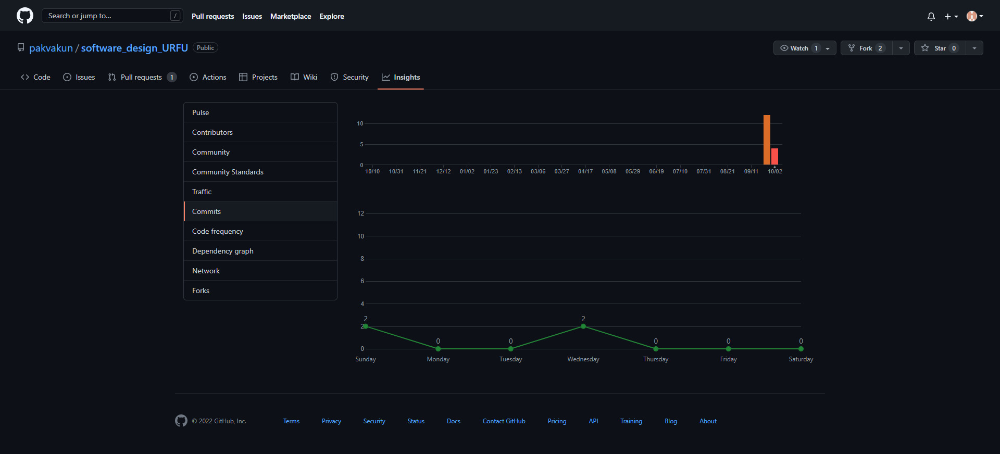 Search or jump to... /
Pull requests Issues Marketplace Explore
pakvakun / software_design_URFU Public
Watch 1 Fork 2 Star 0
Code Issues Pull requests 1 Actions Projects Wiki Security Insights
Pulse
Contributors
Community
Community Standards
Traffic
Commits
Code frequency
Dependency graph
Network
Forks
10
5
0
10/10 10/31 11/21 12/12 01/02 01/23 02/13 03/06 03/27 04/17 05/08 05/29 06/19 07/10 07/31 08/21 09/11 10/02
12
10
8
6
4
2
0
2 0 0 2 0 0 0
Sunday Monday Tuesday Wednesday Thursday Friday Saturday
© 2022 GitHub, Inc. Terms Privacy Security Status Docs Contact GitHub Pricing API Training Blog About